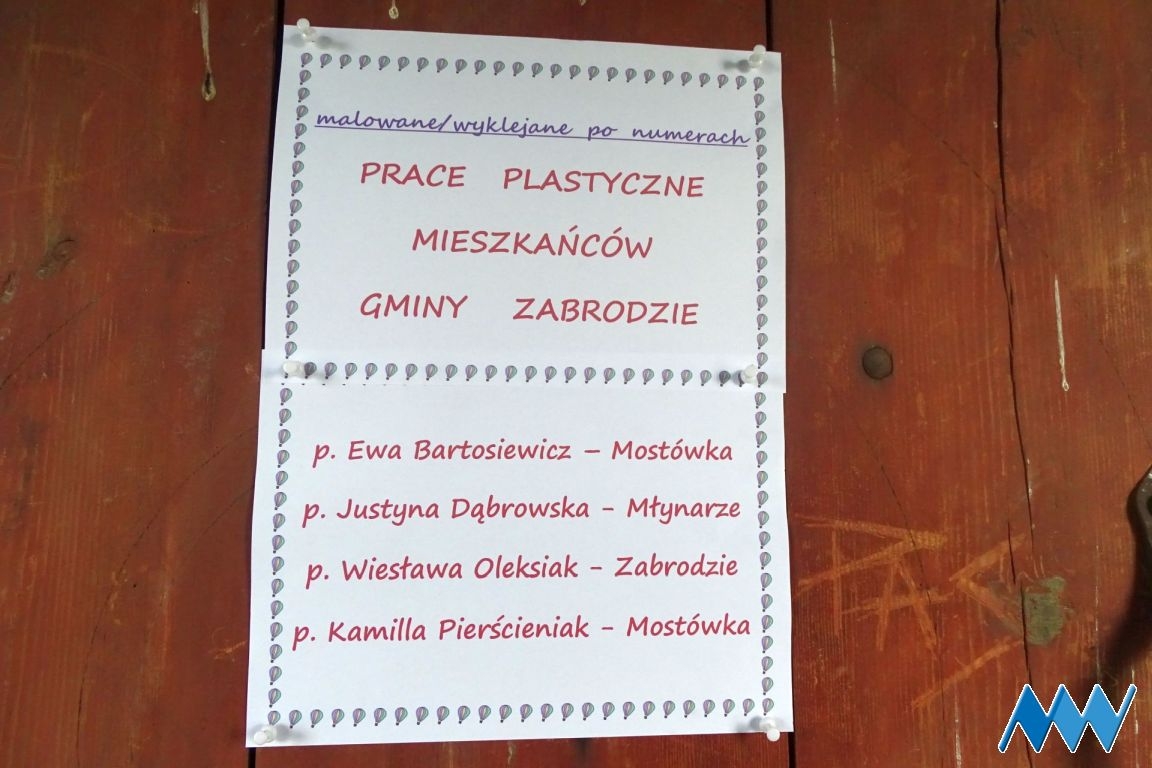 malowane/wyklejane po numerach
PRACE PLASTYCZNE
MIESZKAŃCÓW
GMINY ZABRODZIE
p. Ewa Bartosiewicz – Mostówka
p. Justyna Dąbrowska - Młynarze
p. Wiesława Oleksiak - Zabrodzie
p. Kamilla Pierścieniak - Mostówka